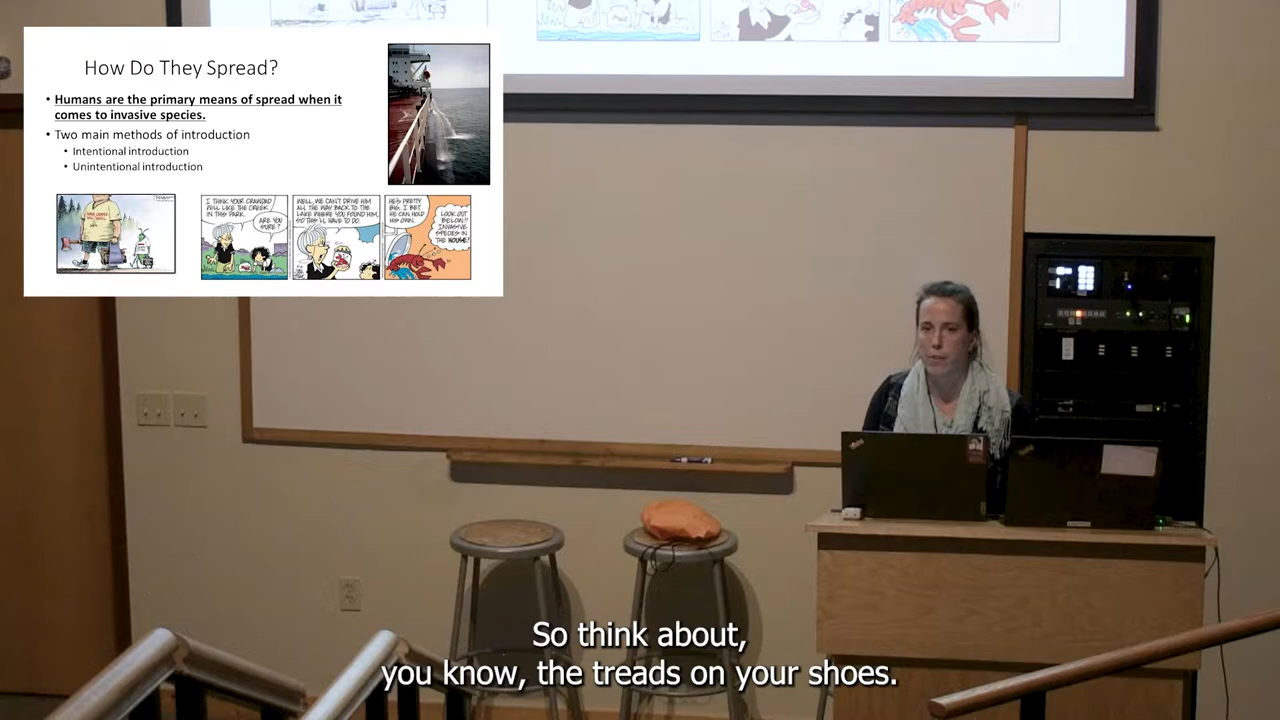 How Do They Spread?
• Humans are the primary means of spread when it
comes to invasive species.
• Two main methods of introduction
• Intentional introduction
• Unintentional introduction
I THINK YOUR CRAWDAD
WILL LIKE THE CREEK
IN THIS PARK.
ARE YOU
SURE?
WELL, WE CAN'T DRIVE HIM
ALL THE WAY BACK TO THE
LAKE WHERE YOU FOUND HIM,
SO THIS'LL HAVE TO DO.
HE'S PRETTY
BIG. I BET
HE CAN HOLD
HIS OWN.
LOOK OUT
BELOW!!
INVASIVE
SPECIES IN
THE HOUSE!
So think about,
you know, the treads on your shoes.